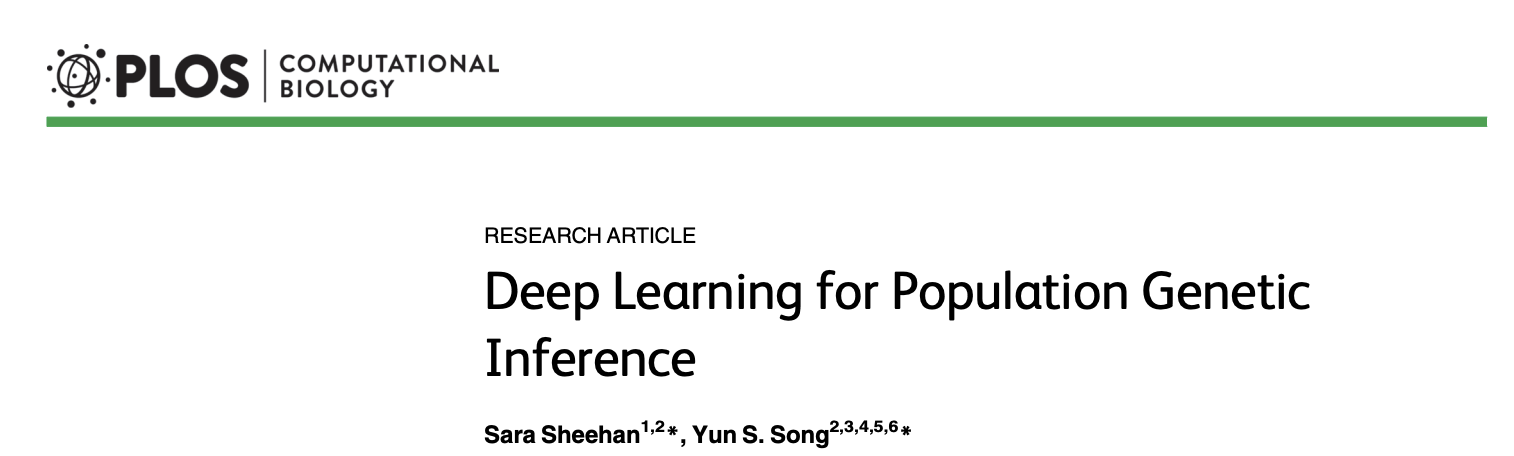 PLOS | COMPUTATIONAL
BIOLOGY
RESEARCH ARTICLE
Deep Learning for Population Genetic
Inference
Sara Sheehan1,2*, Yun S. Song2,3,4,5,6*